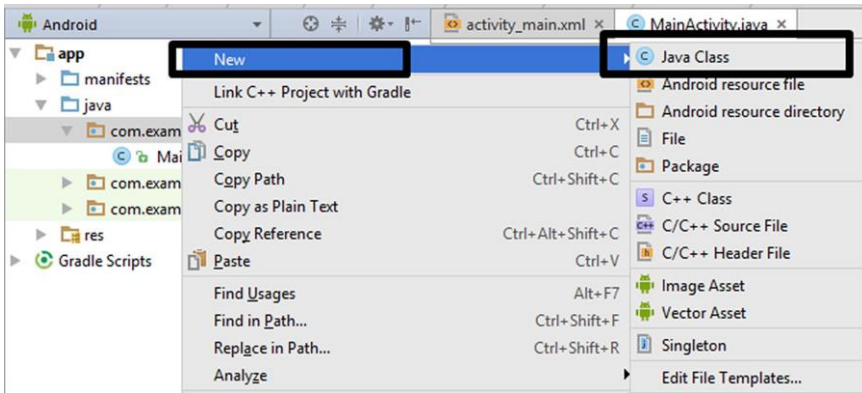 Android
activity_main.xml
MainActivity.java
app
manifests
java
com.exam
Mai
com.exam
com.exam
res
Gradle Scripts
New
Link C++ Project with Gradle
Cut Ctrl+X
Copy Ctrl+C
Copy Path Ctrl+Shift+C
Copy as Plain Text
Copy Reference Ctrl+Alt+Shift+C
Paste Ctrl+V
Find Usages Alt+F7
Find in Path... Ctrl+Shift+F
Replace in Path... Ctrl+Shift+R
Analyze
Java Class
Android resource file
Android resource directory
File
Package
C++ Class
C/C++ Source File
C/C++ Header File
Image Asset
Vector Asset
Singleton
Edit File Templates...